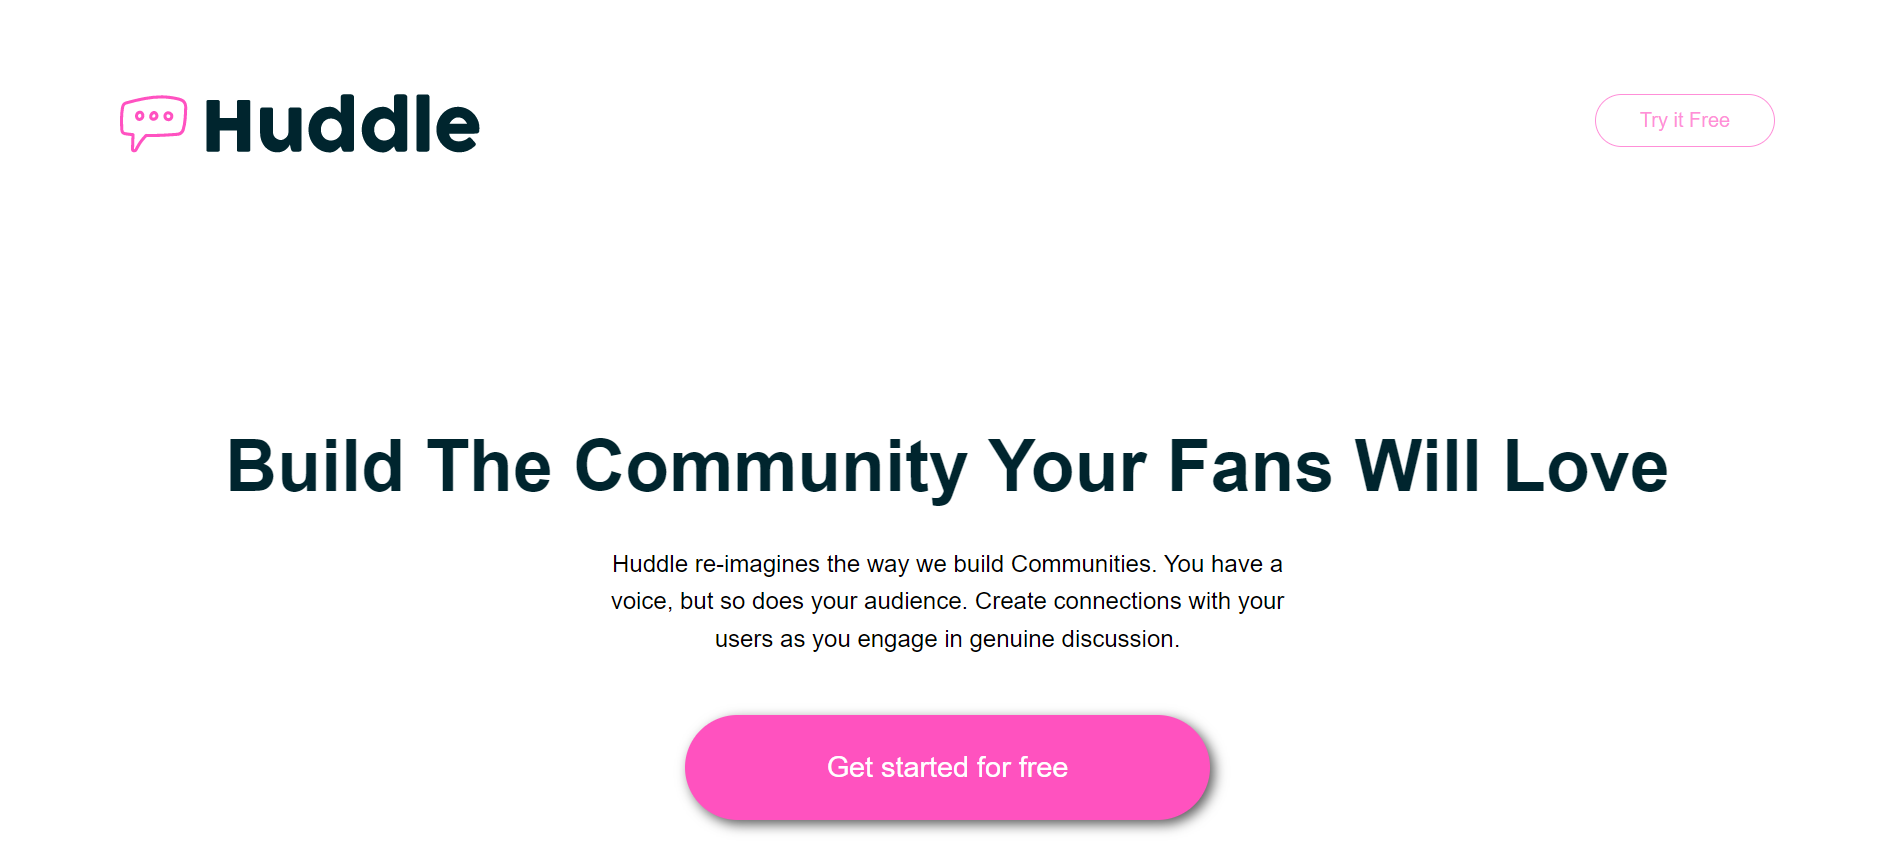 Huddle
Try it Free
Build The Community Your Fans Will Love
Huddle re-imagines the way we build Communities. You have a
voice, but so does your audience. Create connections with your
users as you engage in genuine discussion.
Get started for free